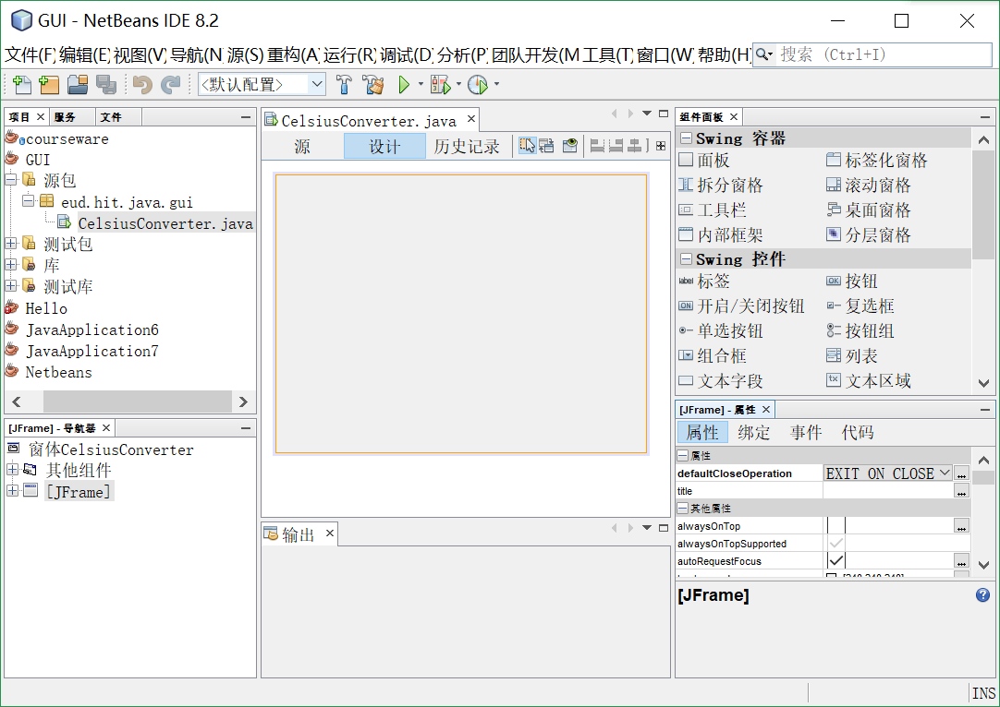 GUI - NetBeans IDE 8.2
文件(F) 编辑(E) 视图(V) 导航(N) 源(S) 重构(A) 运行(R) 调试(D) 分析(P) 团队开发(M) 工具(T) 窗口(W) 帮助(H)
搜索 (Ctrl+I)
<默认配置>
项目
服务
文件
courseware
GUI
源包
eud.hit.java.gui
CelsiusConverter.java
测试包
库
测试库
Hello
JavaApplication6
JavaApplication7
Netbeans
[JFrame] - 导航器
窗体CelsiusConverter
其他组件
[JFrame]
CelsiusConverter.java
源 设计 历史记录
输出
组件面板
Swing 容器
面板 标签化窗格
拆分窗格 滚动窗格
工具栏 桌面窗格
内部框架 分层窗格
Swing 控件
label 标签 OK 按钮
ON 开启/关闭按钮 复选框
单选按钮 按钮组
组合框 列表
文本字段 文本区域
[JFrame] - 属性
属性 绑定 事件 代码
属性
defaultCloseOperation EXIT_ON_CLOSE ...
title ...
其他属性
alwaysOnTop ...
alwaysOnTopSupported
autoRequestFocus ...
[JFrame]
INS